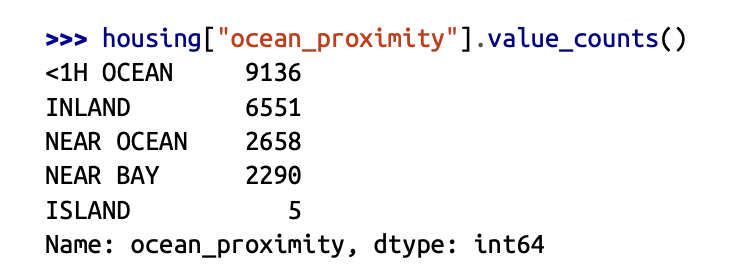 >>> housing["ocean_proximity"].value_counts()
<1H OCEAN     9136
INLAND        6551
NEAR OCEAN    2658
NEAR BAY      2290
ISLAND           5
Name: ocean_proximity, dtype: int64